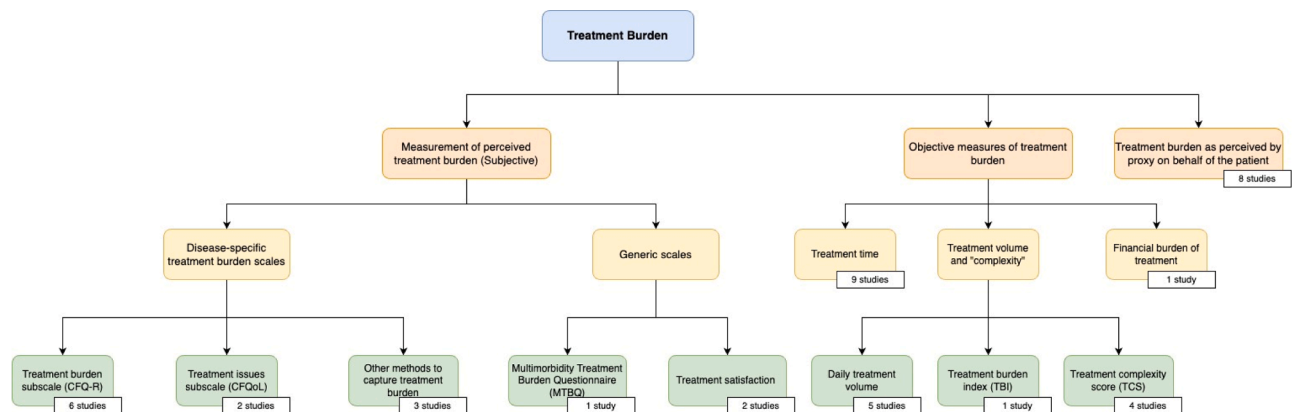 Treatment Burden
Measurement of perceived
treatment burden (Subjective)
Objective measures of treatment
burden
Treatment burden as perceived by
proxy on behalf of the patient
8 studies
Disease-specific
treatment burden scales
Generic scales
Treatment time
9 studies
Treatment volume
and "complexity"
Financial burden of
treatment
1 study
Treatment burden
subscale (CFQ-R)
6 studies
Treatment issues
subscale (CFQoL)
2 studies
Other methods to
capture treatment
burden
3 studies
Multimorbidity Treatment
Burden Questionnaire
(MTBQ)
1 study
Treatment satisfaction
2 studies
Daily treatment
volume
5 studies
Treatment burden
index (TBI)
1 study
Treatment complexity
score (TCS)
4 studies